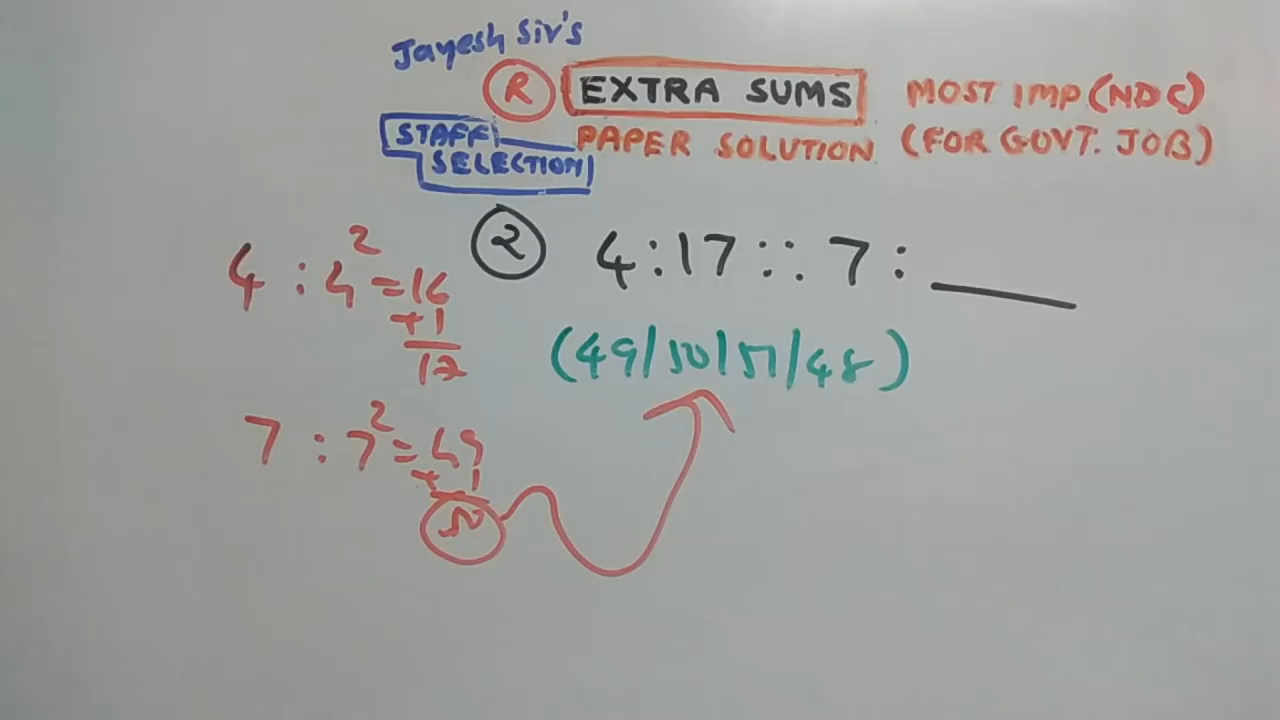 Jayesh Sir's
R EXTRA SUMS MOST IMP (NDC)
STAFF SELECTION PAPER SOLUTION (FOR GOVT. JOB)
2 4 : 17 :: 7 : ____
(49/50/51/48)
4 : 4² = 16
+1
17
7 : 7² = 49
+ 1
50